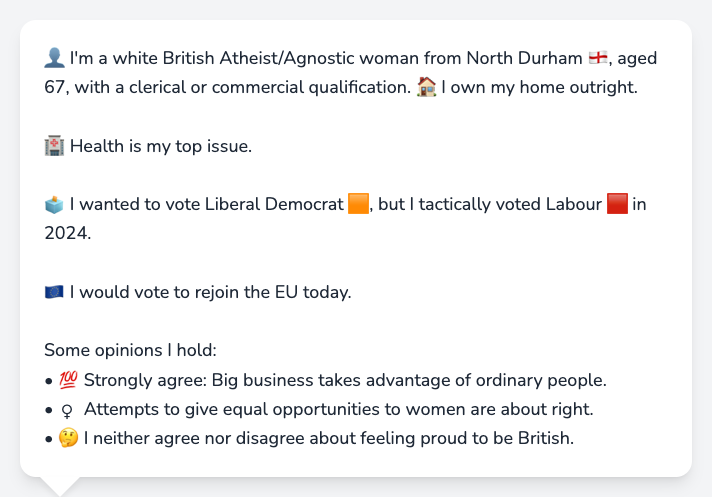 👤 I'm a white British Atheist/Agnostic woman from North Durham 🏴󠁧󠁢󠁥󠁮󠁧󠁿, aged
67, with a clerical or commercial qualification. 🏠 I own my home outright.
🏥 Health is my top issue.
🗳️ I wanted to vote Liberal Democrat 🟧, but I tactically voted Labour 🟥 in
2024.
🇪🇺 I would vote to rejoin the EU today.
Some opinions I hold:
• 💯 Strongly agree: Big business takes advantage of ordinary people.
• ♀ Attempts to give equal opportunities to women are about right.
• 🤔 I neither agree nor disagree about feeling proud to be British.